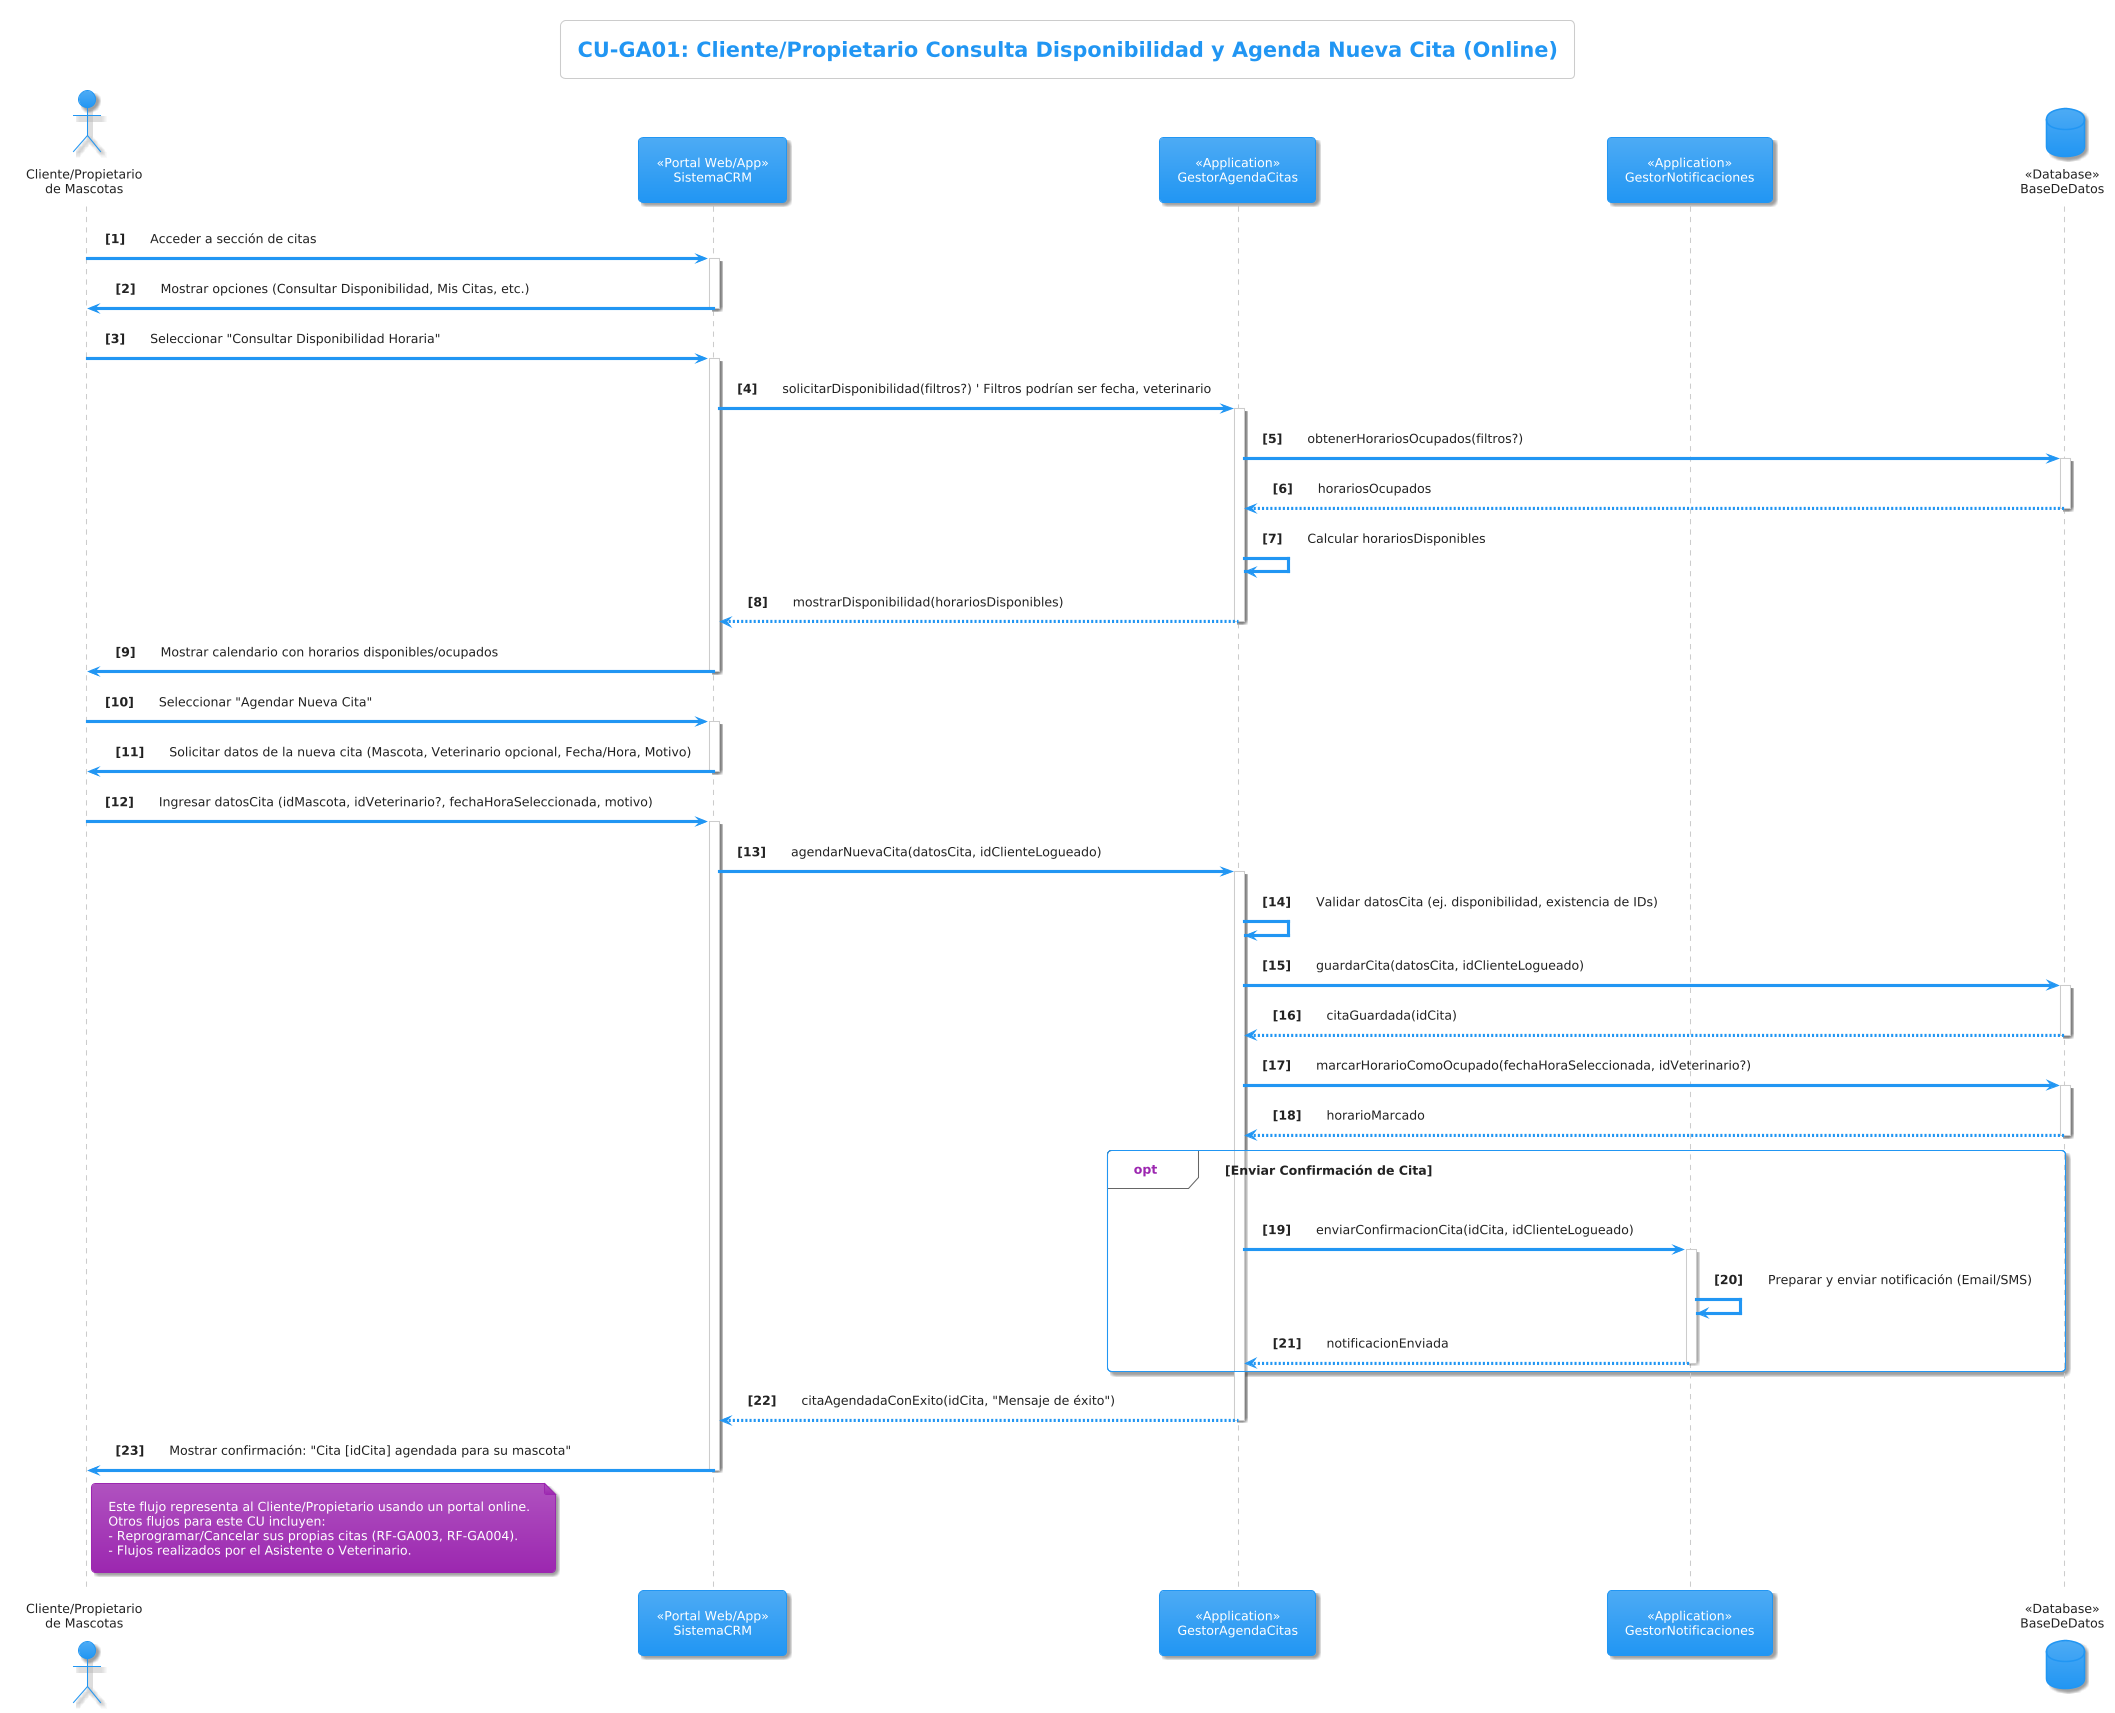 CU-GA01: Cliente/Propietario Consulta Disponibilidad y Agenda Nueva Cita (Online)
Cliente/Propietario
de Mascotas
«Portal Web/App»
SistemaCRM
«Application»
GestorAgendaCitas
«Application»
GestorNotificaciones
«Database»
BaseDeDatos
[1] Acceder a sección de citas
[2] Mostrar opciones (Consultar Disponibilidad, Mis Citas, etc.)
[3] Seleccionar "Consultar Disponibilidad Horaria"
[4] solicitarDisponibilidad(filtros?) ' Filtros podrían ser fecha, veterinario
[5] obtenerHorariosOcupados(filtros?)
[6] horariosOcupados
[7] Calcular horariosDisponibles
[8] mostrarDisponibilidad(horariosDisponibles)
[9] Mostrar calendario con horarios disponibles/ocupados
[10] Seleccionar "Agendar Nueva Cita"
[11] Solicitar datos de la nueva cita (Mascota, Veterinario opcional, Fecha/Hora, Motivo)
[12] Ingresar datosCita (idMascota, idVeterinario?, fechaHoraSeleccionada, motivo)
[13] agendarNuevaCita(datosCita, idClienteLogueado)
[14] Validar datosCita (ej. disponibilidad, existencia de IDs)
[15] guardarCita(datosCita, idClienteLogueado)
[16] citaGuardada(idCita)
[17] marcarHorarioComoOcupado(fechaHoraSeleccionada, idVeterinario?)
[18] horarioMarcado
opt [Enviar Confirmación de Cita]
[19] enviarConfirmacionCita(idCita, idClienteLogueado)
[20] Preparar y enviar notificación (Email/SMS)
[21] notificacionEnviada
[22] citaAgendadaConExito(idCita, "Mensaje de éxito")
[23] Mostrar confirmación: "Cita [idCita] agendada para su mascota"
Este flujo representa al Cliente/Propietario usando un portal online.
Otros flujos para este CU incluyen:
- Reprogramar/Cancelar sus propias citas (RF-GA003, RF-GA004).
- Flujos realizados por el Asistente o Veterinario.
Cliente/Propietario
de Mascotas
«Portal Web/App»
SistemaCRM
«Application»
GestorAgendaCitas
«Application»
GestorNotificaciones
«Database»
BaseDeDatos